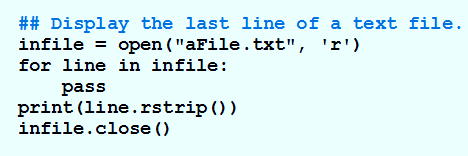 ## Display the last line of a text file.
infile = open("aFile.txt", 'r')
for line in infile:
    pass
print(line.rstrip())
infile.close()